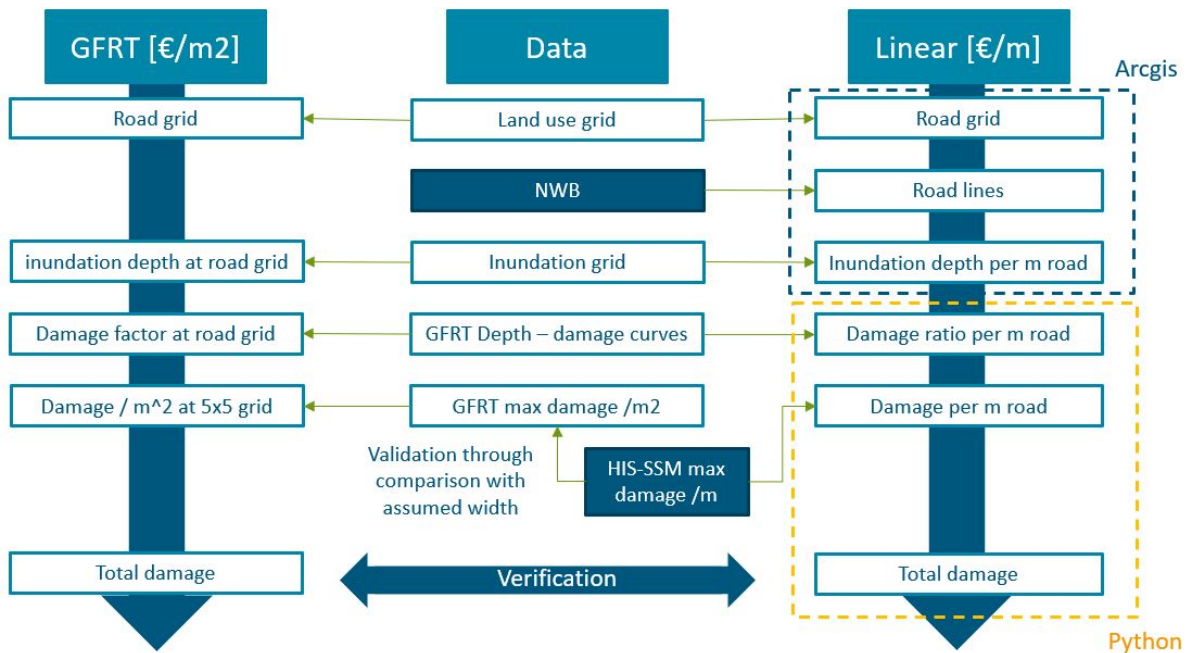 GFRT [€/m2]
Data
Linear [€/m]
Arcgis
Road grid
Land use grid
Road grid
NWB
Road lines
inundation depth at road grid
Inundation grid
Inundation depth per m road
Damage factor at road grid
GFRT Depth – damage curves
Damage ratio per m road
Damage / m^2 at 5x5 grid
GFRT max damage /m2
Damage per m road
Validation through
comparison with
assumed width
HIS-SSM max
damage /m
Total damage
Verification
Total damage
Python